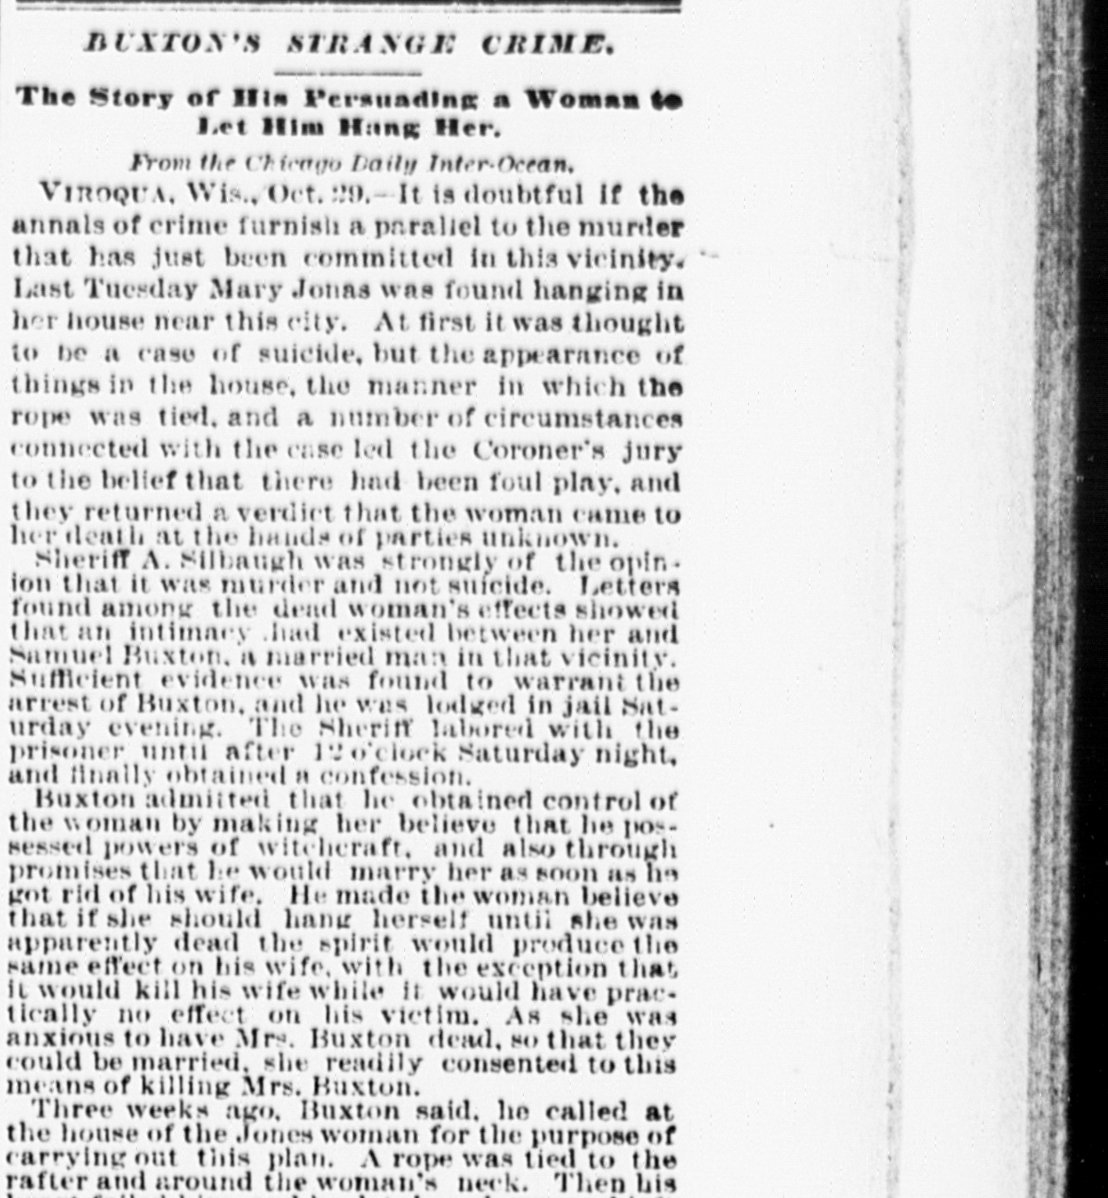 BUXTON'S STRANGE CRIME.
The Story of His Persuading a Woman to
Let Him Hang Her.
From the Chicago Daily Inter-Ocean.
VIROQUA, Wis., Oct. 29.—It is doubtful if the
annals of crime furnish a parallel to the murder
that has just been committed in this vicinity.
Last Tuesday Mary Jonas was found hanging in
her house near this city. At first it was thought
to be a case of suicide, but the appearance of
things in the house, the manner in which the
rope was tied, and a number of circumstances
connected with the case led the Coroner's jury
to the belief that there had been foul play, and
they returned a verdict that the woman came to
her death at the hands of parties unknown.
Sheriff A. Silbaugh was strongly of the opin-
ion that it was murder and not suicide. Letters
found among the dead woman's effects showed
that an intimacy had existed between her and
Samuel Buxton, a married man in that vicinity.
Sufficient evidence was found to warrant the
arrest of Buxton, and he was lodged in jail Sat-
urday evening. The Sheriff labored with the
prisoner until after 12 o'clock Saturday night,
and finally obtained a confession.
Buxton admitted that he obtained control of
the woman by making her believe that he pos-
sessed powers of witchcraft, and also through
promises that he would marry her as soon as he
got rid of his wife. He made the woman believe
that if she should hang herself until she was
apparently dead the spirit would produce the
same effect on his wife, with the exception that
it would kill his wife while it would have prac-
tically no effect on his victim. As she was
anxious to have Mrs. Buxton dead, so that they
could be married, she readily consented to this
means of killing Mrs. Buxton.
Three weeks ago, Buxton said, he called at
the house of the Jones woman for the purpose of
carrying out this plan. A rope was tied to the
rafter and around the woman's neck. Then his